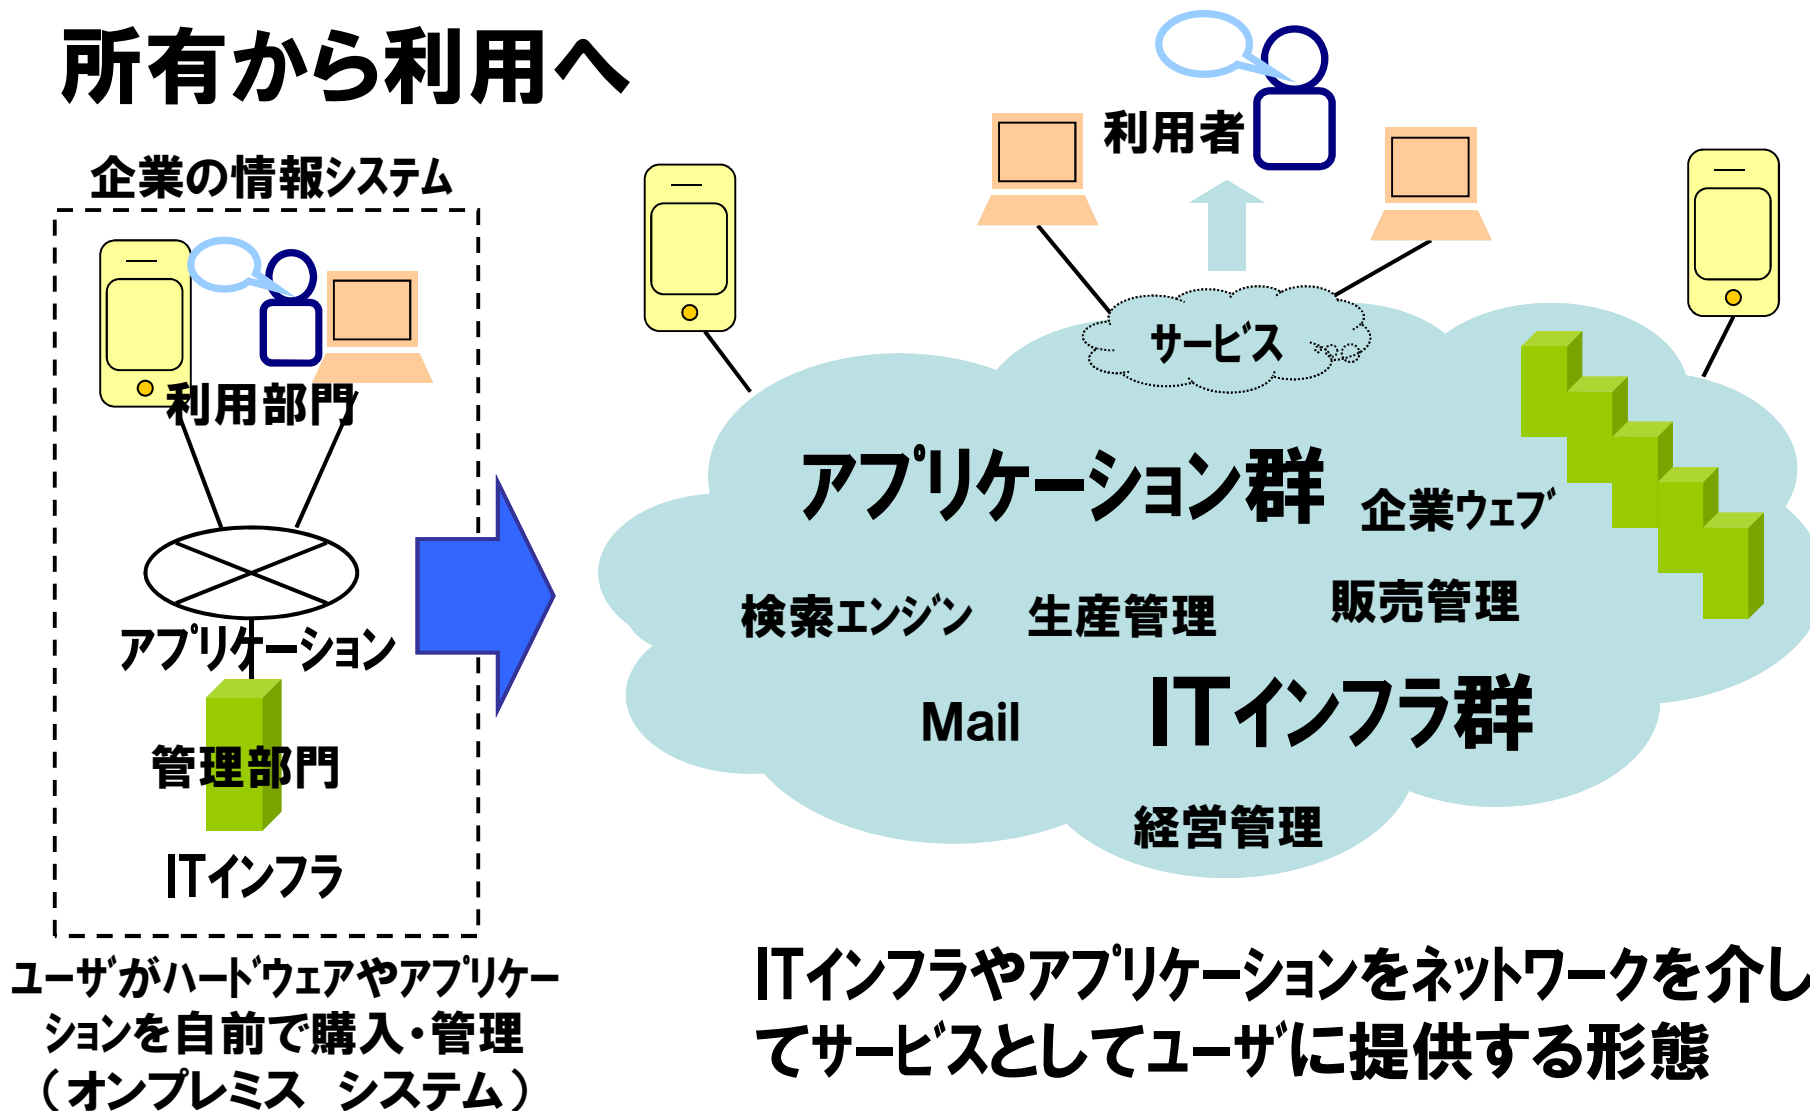 所有から利用へ
企業の情報システム
利用部門
アプリケーション
管理部門
ITインフラ
ユーザがハードウェアやアプリケー
ションを自前で購入・管理
（オンプレミス　システム）
利用者
サービス
アプリケーション群
企業ウェブ
検索エンジン
生産管理
販売管理
Mail
ITインフラ群
経営管理
ITインフラやアプリケーションをネットワークを介し
てサービスとしてユーザに提供する形態